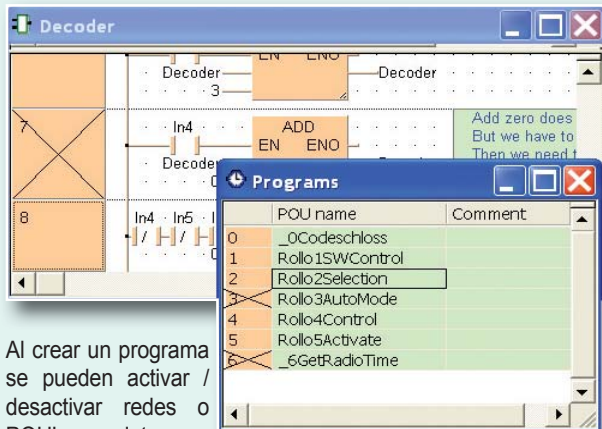 Decoder
EN ENO
Decoder Decoder
3
7
In4 ADD
EN ENO
Decoder
Add zero does
But we have to
Then we need t
8
In4 In5
Programs
POU name Comment
0 _0Codeschloss
1 Rollo1SWControl
2 Rollo2Selection
3 Rollo3AutoMode
4 Rollo4Control
5 Rollo5Activate
6 _6GetRadioTime
Al crear un programa
se pueden activar /
desactivar redes o